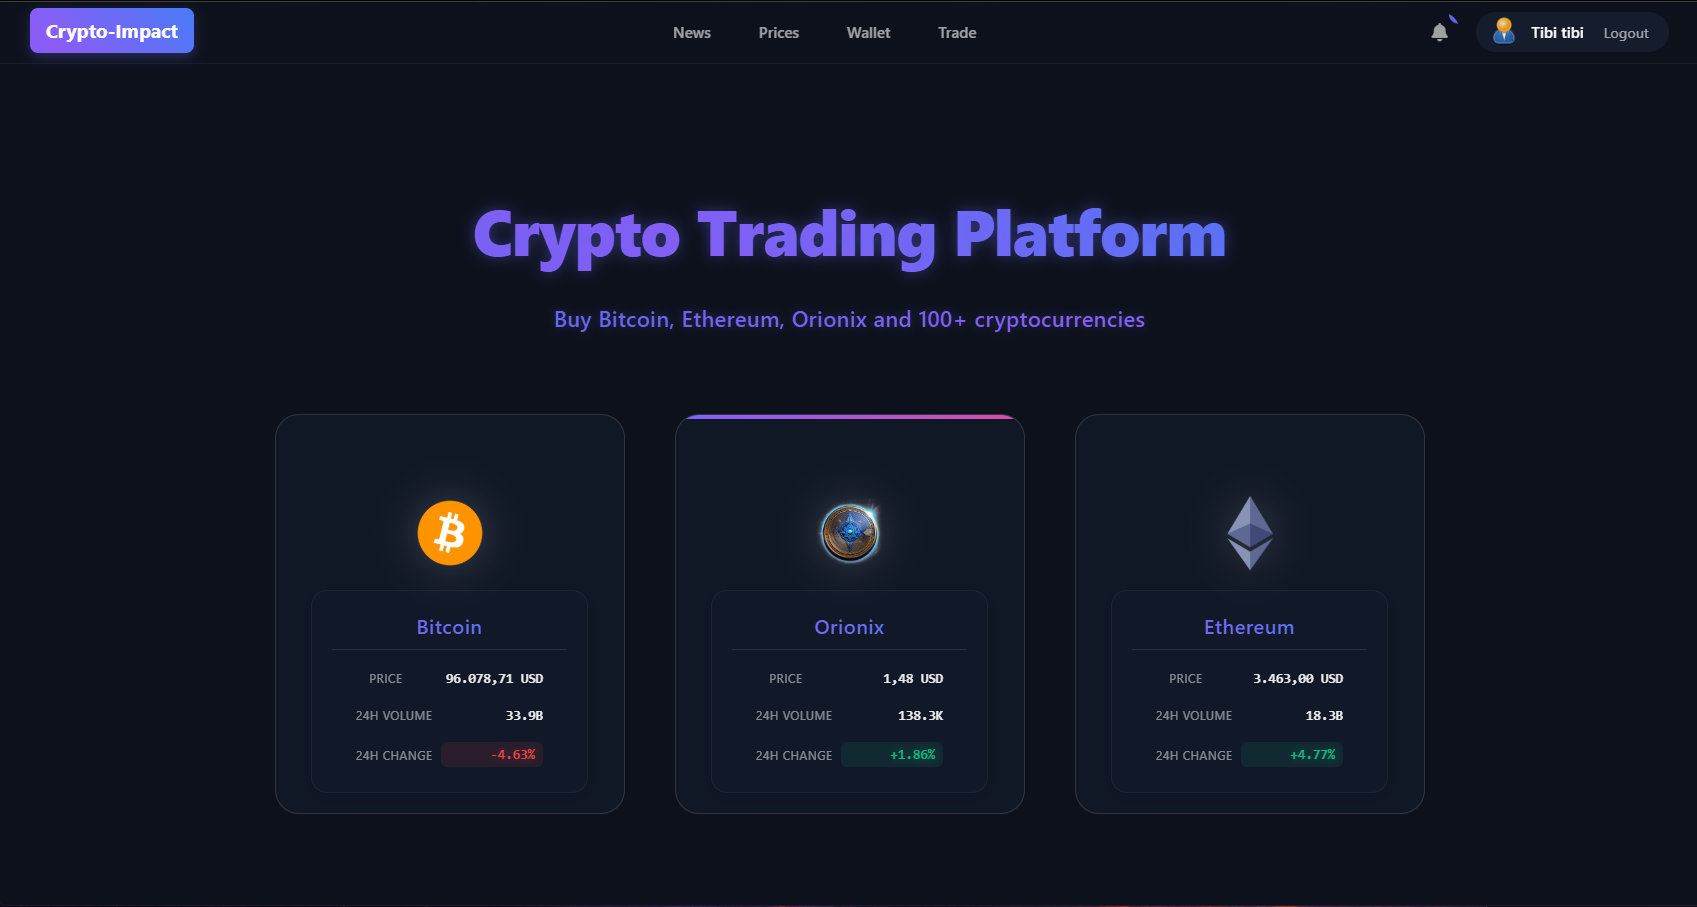 Crypto-Impact News Prices Wallet Trade Tibi tibi Logout
Crypto Trading Platform
Buy Bitcoin, Ethereum, Orionix and 100+ cryptocurrencies
Bitcoin
PRICE 96.078,71 USD
24H VOLUME 33.9B
24H CHANGE -4.63%
Orionix
PRICE 1,48 USD
24H VOLUME 138.3K
24H CHANGE +1.86%
Ethereum
PRICE 3.463,00 USD
24H VOLUME 18.3B
24H CHANGE +4.77%